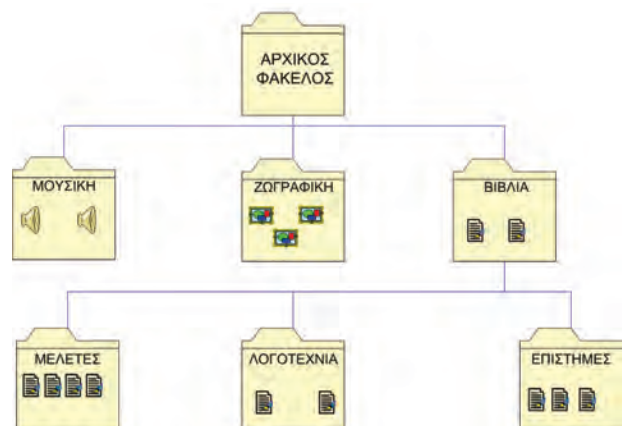 ΑΡΧΙΚΟΣ
ΦΑΚΕΛΟΣ
ΜΟΥΣΙΚΗ
ΖΩΓΡΑΦΙΚΗ
ΒΙΒΛΙΑ
ΜΕΛΕΤΕΣ
ΛΟΓΟΤΕΧΝΙΑ
ΕΠΙΣΤΗΜΕΣ